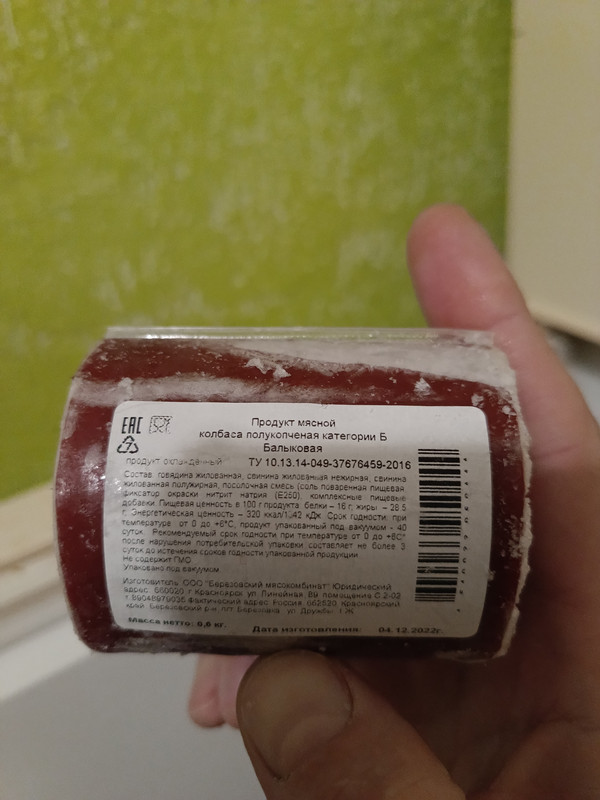 EAC
7
Продукт мясной
колбаса полукопченая категории Б
Балыковая
продукт охлажденный ТУ 10.13.14-049-37676459-2016
Состав: говядина жилованная, свинина жилованная нежирная, свинина
жилованная полужирная, посолочная смесь (соль поваренная пищевая,
фиксатор окраски нитрит натрия (Е250), комплексные пищевые
добавки. Пищевая ценность в 100 г продукта: белки – 16 г, жиры – 28,5
г. Энергетическая ценность – 320 ккал/1342 кДж. Срок годности: при
температуре от 0 до +6°С, продукт упакованный под вакуумом - 40
суток. Рекомендуемый срок годности при температуре от 0 до +6С°
после нарушения потребительской упаковки составляет не более 3
суток до истечения сроков годности упакованной продукции.
Не содержит ГМО
Упаковано под вакуумом
Изготовитель: ООО "Березовский мясокомбинат" Юридический
адрес: 660020 г Красноярск ул. Линейная, 89 помещение
фактический адрес: Россия 662520 Красноярский
край, Березовский р-н, пгт. Березовка, ул. Дружбы, 1 Ж
Масса нетто: 0,6 кг. Дата изготовления: 04.12.2022г.